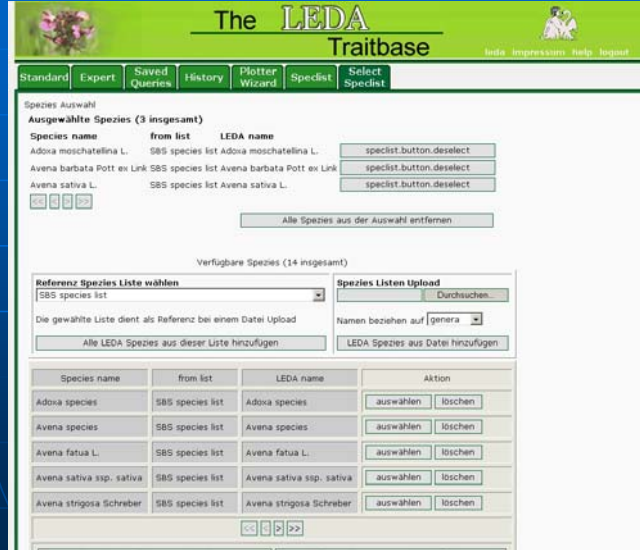 The LEDA
Traitbase
leda impressum help logout
Standard Expert Saved Queries History Plotter Wizard Speclist Select Speclist
Spezies Auswahl
Ausgewählte Spezies (3 insgesamt)
Species name from list LEDA name
Adoxa moschatellina L. SBS species list Adoxa moschatellina L. speclist.button.deselect
Avena barbata Pott ex Link SBS species list Avena barbata Pott ex Link speclist.button.deselect
Avena sativa L. SBS species list Avena sativa L. speclist.button.deselect
<< < > >>
Alle Spezies aus der Auswahl entfernen
Verfügbare Spezies (14 insgesamt)
Referenz Spezies Liste wählen
SBS species list
Die gewählte Liste dient als Referenz bei einem Datei Upload
Alle LEDA Spezies aus dieser Liste hinzufügen
Spezies Listen Upload
Durchsuchen...
Namen beziehen auf genera
LEDA Spezies aus Datei hinzufügen
Species name from list LEDA name Aktion
Adoxa species SBS species list Adoxa species auswählen löschen
Avena species SBS species list Avena species auswählen löschen
Avena fatua L. SBS species list Avena fatua L. auswählen löschen
Avena sativa ssp. sativa SBS species list Avena sativa ssp. sativa auswählen löschen
Avena strigosa Schreber SBS species list Avena strigosa Schreber auswählen löschen
<< < > >>